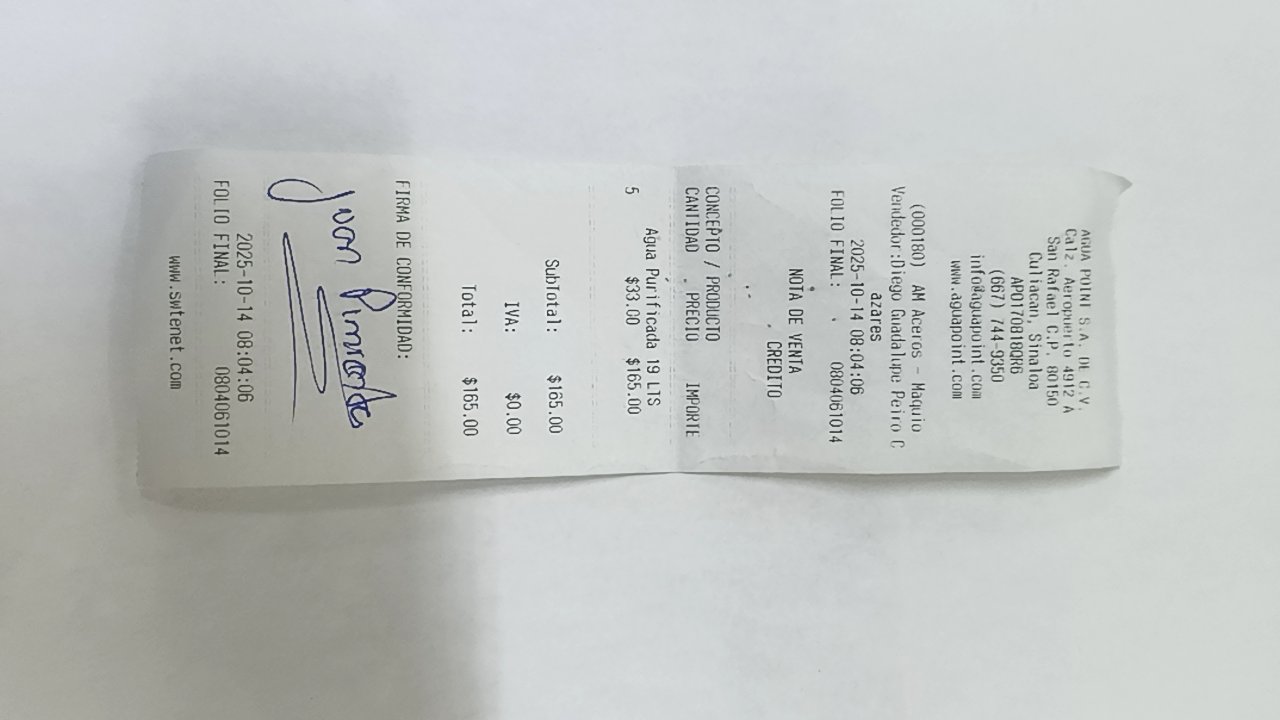 AGUA POINT S.A. DE C.V.
Calz. Aeropuerto 4912 A
San Rafael C.P. 80150
Culiacan, Sinaloa
APO170818QR6
(667) 744-9350
info@aguapoint.com
www.aguapoint.com
(000180) AM Aceros - Maquio
Vendedor:Diego Guadalupe Peiro C
azares
2025-10-14 08:04:06
FOLIO FINAL: 0804061014
NOTA DE VENTA
CREDITO
CONCEPTO / PRODUCTO
CANTIDAD PRECIO IMPORTE
Agua Purificada 19 LTS
5 $33.00 $165.00
SubTotal: $165.00
IVA: $0.00
Total: $165.00
FIRMA DE CONFORMIDAD:
Juan
2025-10-14 08:04:06
FOLIO FINAL: 0804061014
www.swtenet.com